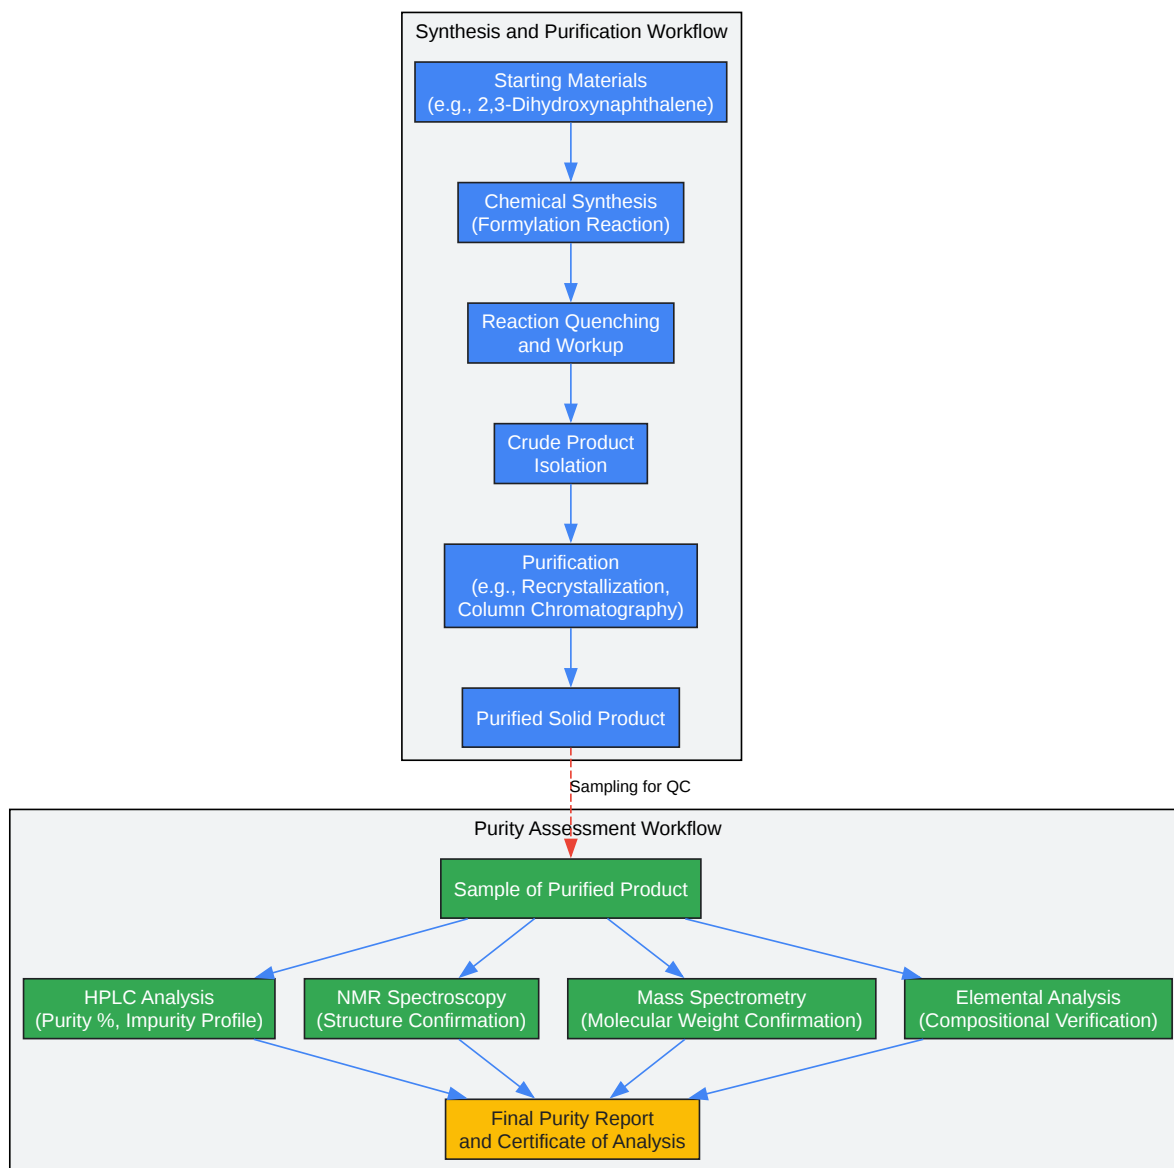 Synthesis and Purification Workflow
Starting Materials
(e.g., 2,3-Dihydroxynaphthalene)
Chemical Synthesis
(Formylation Reaction)
Reaction Quenching
and Workup
Crude Product
Isolation
Purification
(e.g., Recrystallization,
Column Chromatography)
Purified Solid Product
Sampling for QC
Purity Assessment Workflow
Sample of Purified Product
HPLC Analysis
(Purity %, Impurity Profile)
NMR Spectroscopy
(Structure Confirmation)
Mass Spectrometry
(Molecular Weight Confirmation)
Elemental Analysis
(Compositional Verification)
Final Purity Report
and Certificate of Analysis